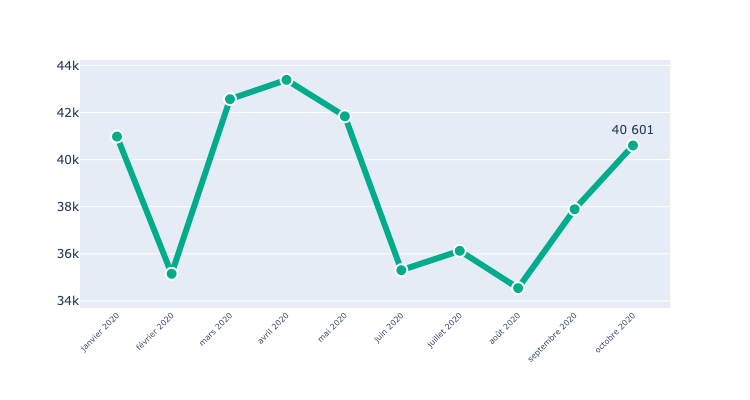 44k
42k
40k
38k
36k
34k
40 601
janvier 2020
février 2020
mars 2020
avril 2020
mai 2020
juin 2020
juillet 2020
août 2020
septembre 2020
octobre 2020